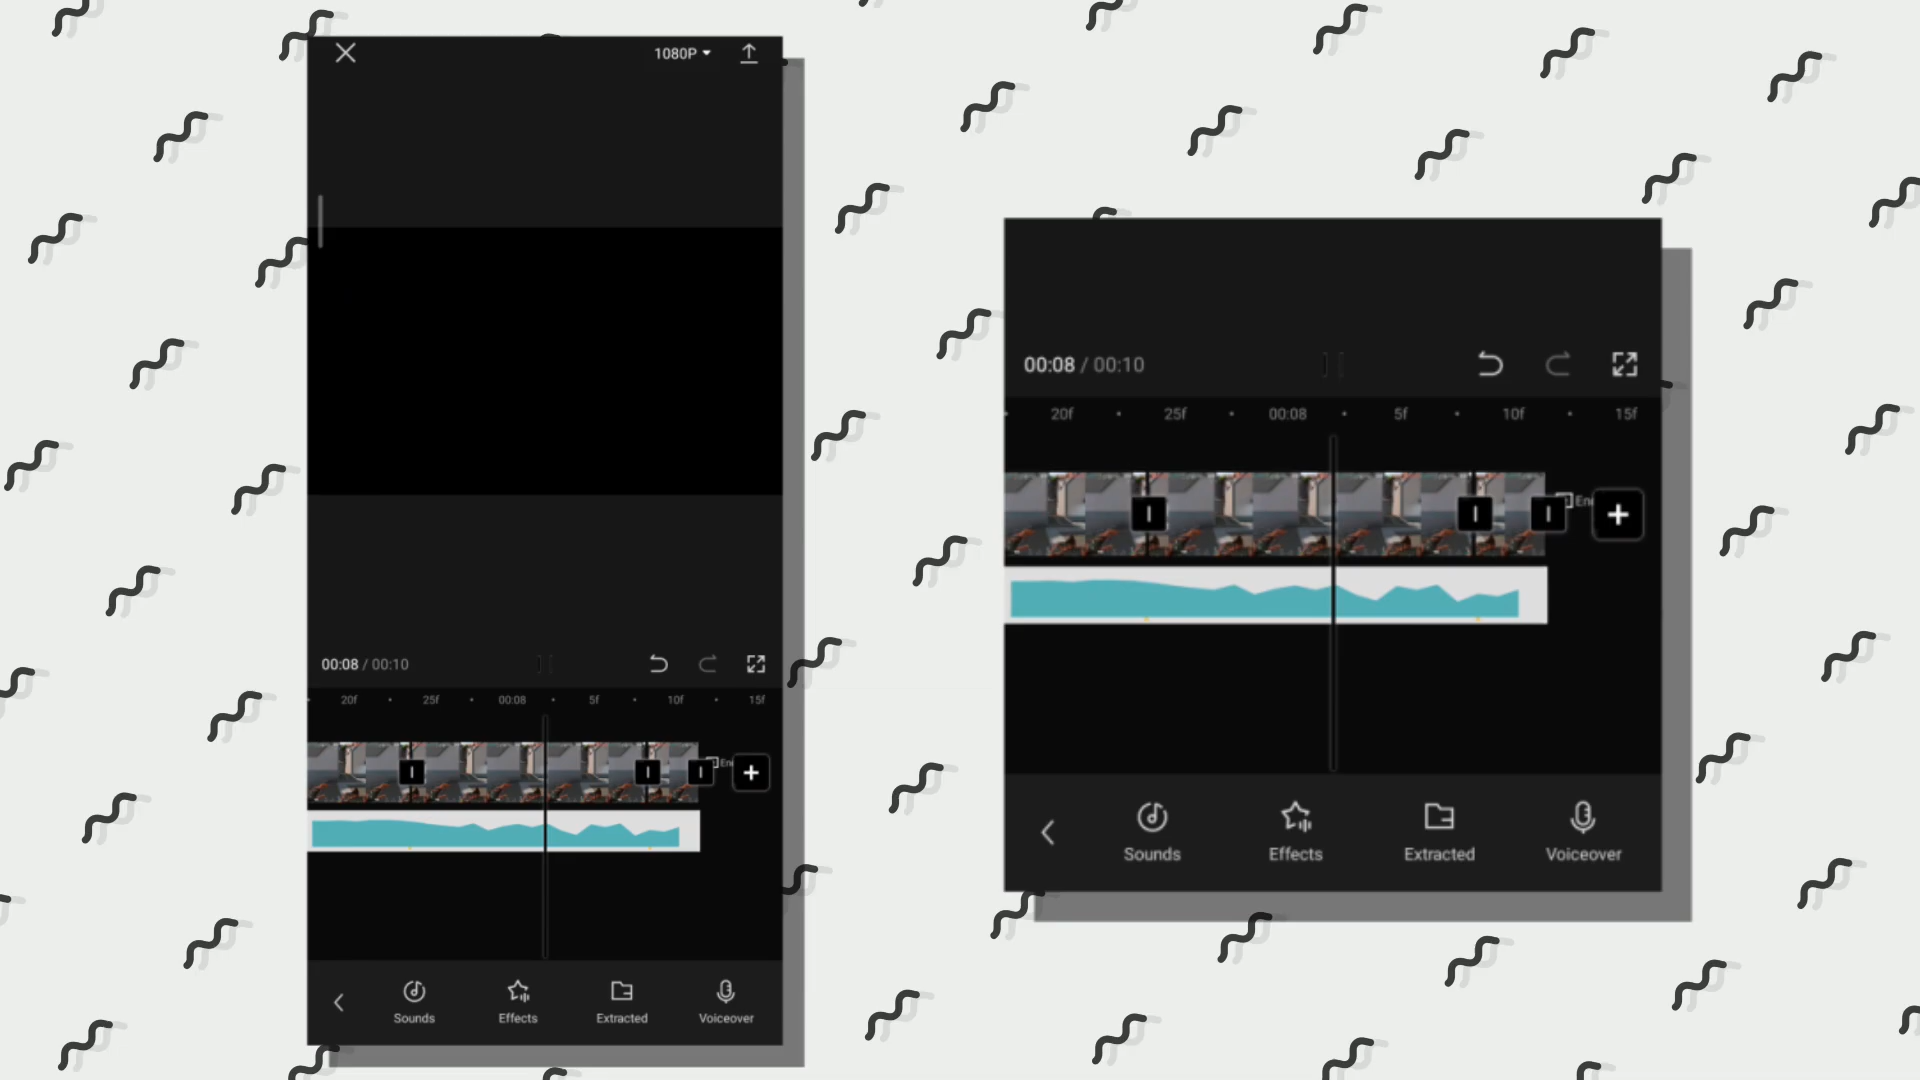 1080P
00:08 / 00:10
20f 25f 00:08 5f 10f 15f
Sounds Effects Extracted Voiceover
00:08 / 00:10
20f 25f 00:08 5f 10f 15f
Sounds Effects Extracted Voiceover